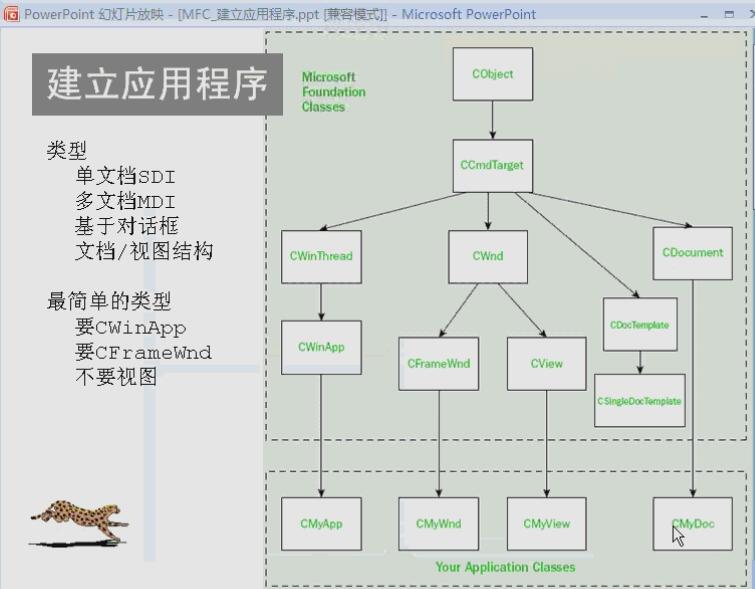 PowerPoint 幻灯片放映 - [MFC_建立应用程序.ppt [兼容模式]] - Microsoft PowerPoint
建立应用程序
类型
单文档SDI
多文档MDI
基于对话框
文档/视图结构
最简单的类型
要CWinApp
要CFrameWnd
不要视图
Microsoft
Foundation
Classes
CObject
CCmdTarget
CWinThread
CWnd
CDocument
CDocTemplate
CWinApp
CFrameWnd
CView
CSingleDocTemplate
CMyApp
CMyWnd
CMyView
CMyDoc
Your Application Classes